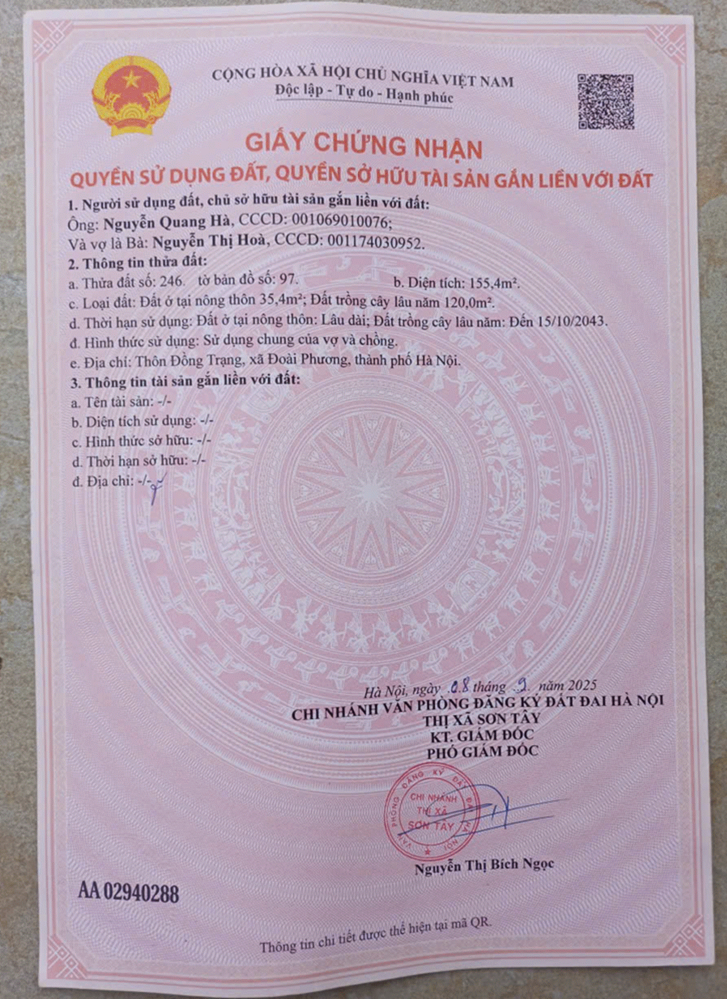 CỘNG HÒA XÃ HỘI CHỦ NGHĨA VIỆT NAM
Độc lập - Tự do - Hạnh phúc
GIẤY CHỨNG NHẬN
QUYỀN SỬ DỤNG ĐẤT, QUYỀN SỞ HỮU TÀI SẢN GẮN LIỀN VỚI ĐẤT
1. Người sử dụng đất, chủ sở hữu tài sản gắn liền với đất:
Ông: Nguyễn Quang Hà, CCCD: 001069010076;
Và vợ là Bà: Nguyễn Thị Hoà, CCCD: 001174030952.
2. Thông tin thửa đất:
a. Thửa đất số: 246. tờ bản đồ số: 97. b. Diện tích: 155,4m².
c. Loại đất: Đất ở tại nông thôn 35,4m²; Đất trồng cây lâu năm 120,0m².
d. Thời hạn sử dụng: Đất ở tại nông thôn: Lâu dài; Đất trồng cây lâu năm: Đến 15/10/2043.
đ. Hình thức sử dụng: Sử dụng chung của vợ và chồng.
e. Địa chỉ: Thôn Đồng Trạng, xã Đoài Phương, thành phố Hà Nội.
3. Thông tin tài sản gắn liền với đất:
a. Tên tài sản: -/-
b. Diện tích sử dụng: -/-
c. Hình thức sở hữu: -/-
d. Thời hạn sở hữu: -/-
đ. Địa chỉ: -/-
Hà Nội, ngày 08 tháng 9 năm 2025
CHI NHÁNH VĂN PHÒNG ĐĂNG KÝ ĐẤT ĐAI HÀ NỘI
THỊ XÃ SƠN TÂY
KT. GIÁM ĐỐC
PHÓ GIÁM ĐỐC
VĂN PHÒNG ĐĂNG KÝ ĐẤT ĐAI HÀ NỘI
CHI NHÁNH
THỊ XÃ
SƠN TÂY
Nguyễn Thị Bích Ngọc
AA 02940288
Thông tin chi tiết được thể hiện tại mã QR.